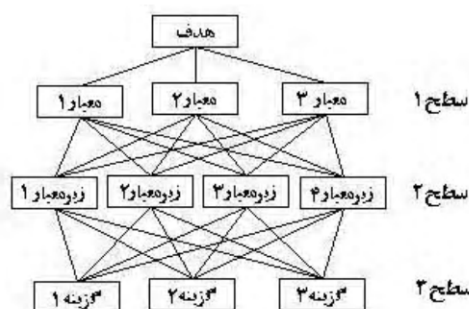 هدف
سطح ۱ معیار ۳ معیار ۲ معیار ۱
سطح ۲ زیرمعیار ۴ زیرمعیار ۳ زیرمعیار ۲ زیرمعیار ۱
سطح ۳ گزینه ۳ گزینه ۲ گزینه ۱